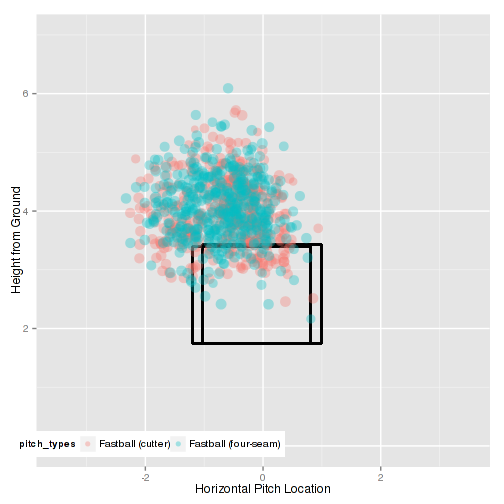 6
4
2
Height from Ground
pitch_types Fastball (cutter) Fastball (four-seam)
-2 0 2
Horizontal Pitch Location